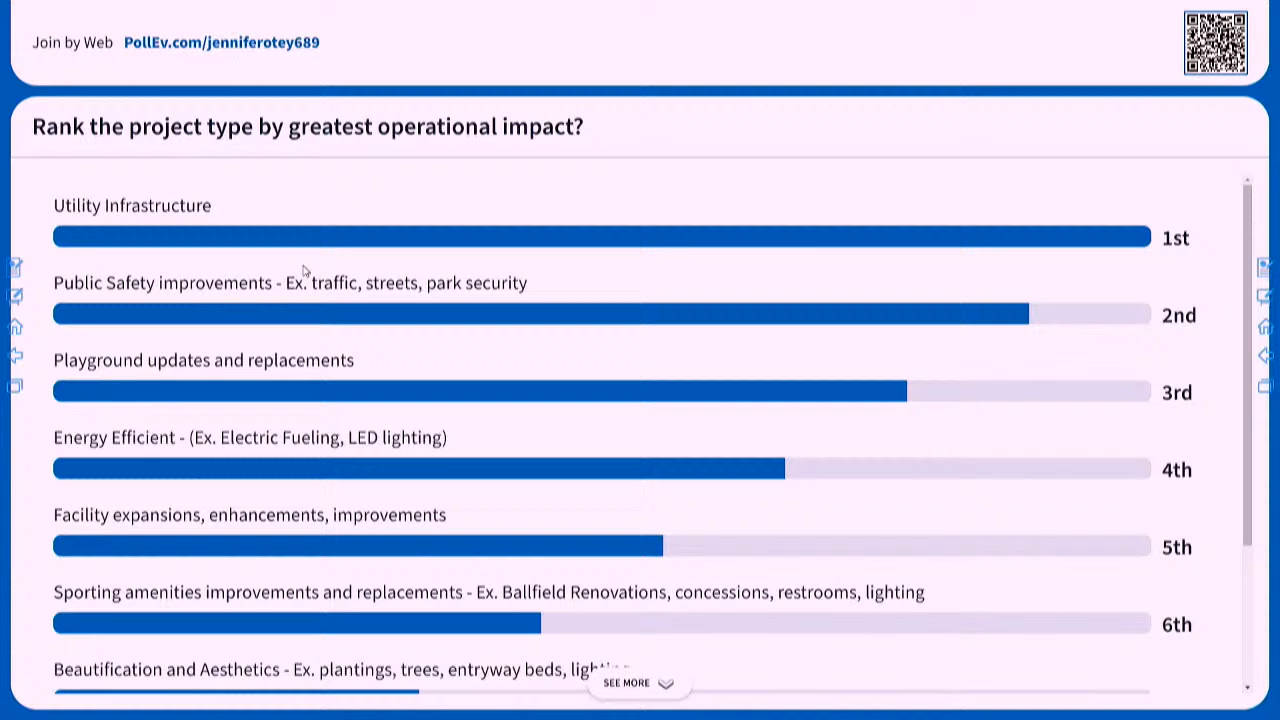 Join by Web PollEv.com/jenniferotey689
Rank the project type by greatest operational impact?
Utility Infrastructure
1st
Public Safety improvements - Ex. traffic, streets, park security
2nd
Playground updates and replacements
3rd
Energy Efficient - (Ex. Electric Fueling, LED lighting)
4th
Facility expansions, enhancements, improvements
5th
Sporting amenities improvements and replacements - Ex. Ballfield Renovations, concessions, restrooms, lighting
6th
Beautification and Aesthetics - Ex. plantings, trees, entryway beds,
SEE MORE